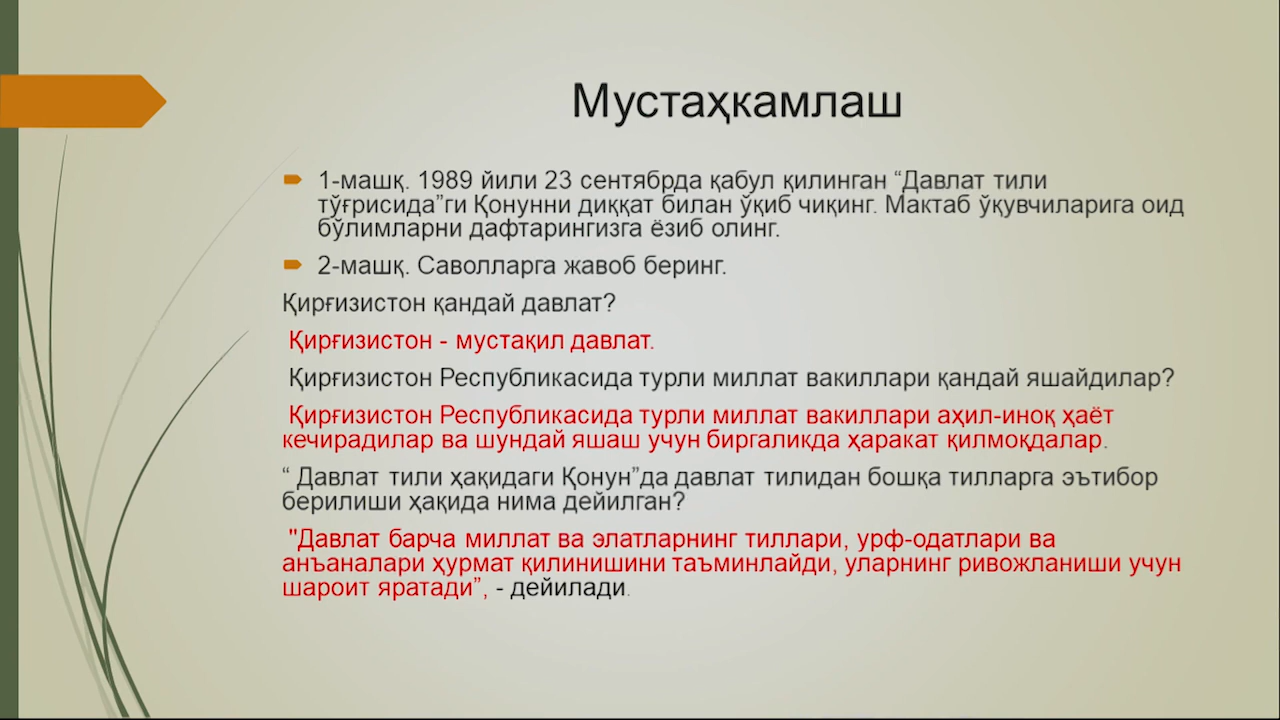 Мустаҳкамлаш
1-машқ. 1989 йили 23 сентябрда қабул қилинган “Давлат тили
тўғрисида”ги Қонунни диққат билан ўқиб чиқинг. Мактаб ўқувчиларига оид
бўлимларни дафтарингизга ёзиб олинг.
2-машқ. Саволларга жавоб беринг.
Қирғизистон қандай давлат?
Қирғизистон - мустақил давлат.
Қирғизистон Республикасида турли миллат вакиллари қандай яшайдилар?
Қирғизистон Республикасида турли миллат вакиллари аҳил-иноқ ҳаёт
кечирадилар ва шундай яшаш учун биргаликда ҳаракат қилмоқдалар.
“ Давлат тили ҳақидаги Қонун”да давлат тилидан бошқа тилларга эътибор
берилиши ҳақида нима дейилган?
"Давлат барча миллат ва элатларнинг тиллари, урф-одатлари ва
анъаналари ҳурмат қилинишини таъминлайди, уларнинг ривожланиши учун
шароит яратади”, - дейилади.